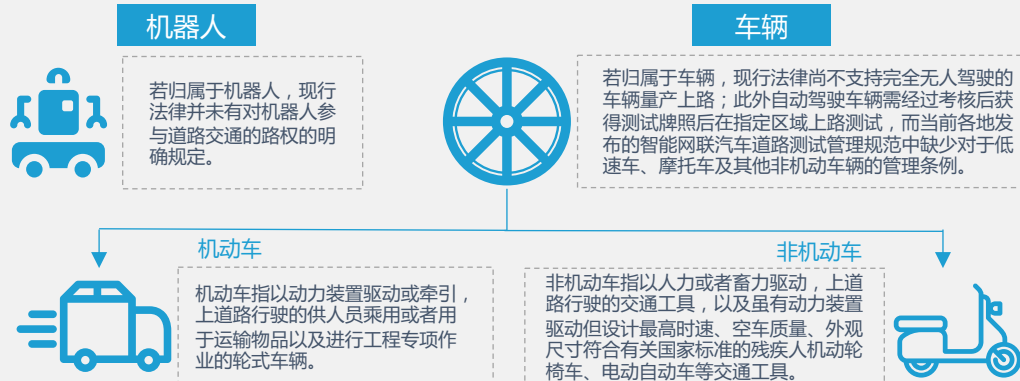 机器人
若归属于机器人，现行
法律并未有对机器人参
与道路交通的路权的明
确规定。
车辆
若归属于车辆，现行法律尚不支持完全无人驾驶的
车辆量产上路；此外自动驾驶车辆需经过考核后获
得测试牌照后在指定区域上路测试，而当前各地发
布的智能网联汽车道路测试管理规范中缺少对于低
速车、摩托车及其他非机动车辆的管理条例。
机动车
机动车指以动力装置驱动或牵引，
上道路行驶的供人员乘用或者用
于运输物品以及进行工程专项作
业的轮式车辆。
非机动车
非机动车指以人力或者畜力驱动，上道
路行驶的交通工具，以及虽有动力装置
驱动但设计最高时速、空车质量、外观
尺寸符合有关国家标准的残疾人机动轮
椅车、电动自动车等交通工具。